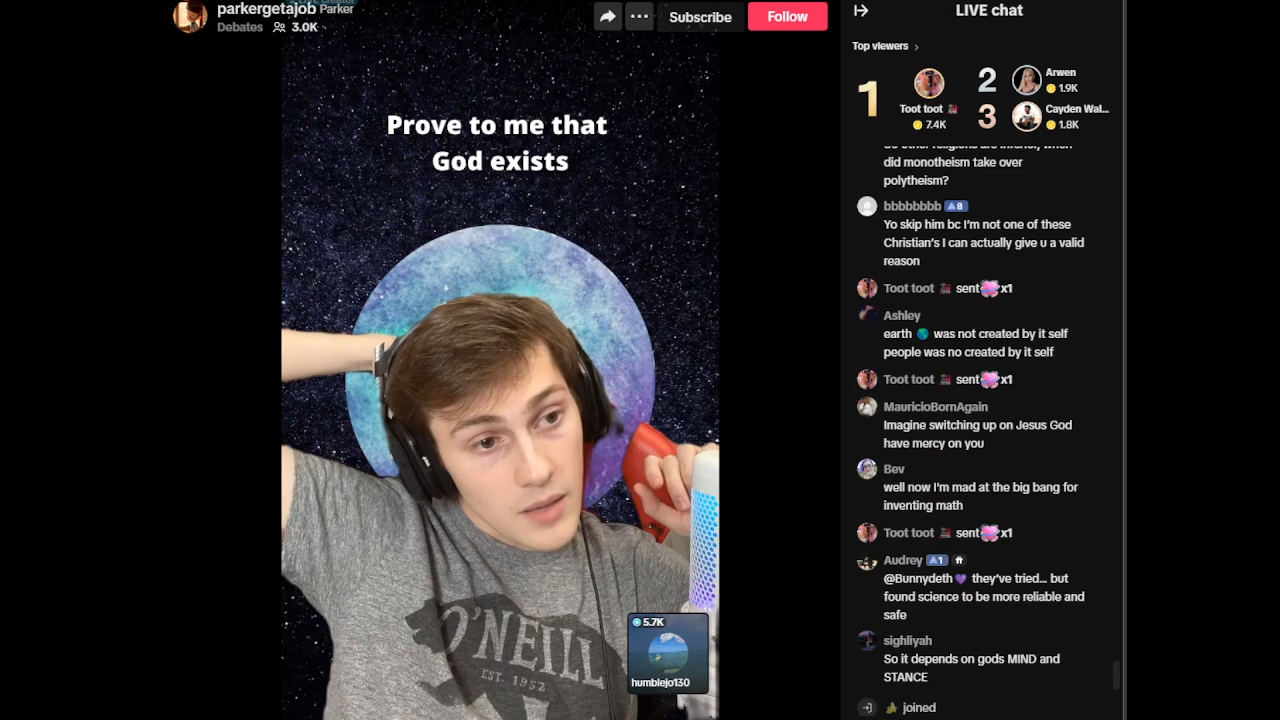 parkergetajob Parker
Debates 3.0K
Subscribe
Follow
Prove to me that
God exists
O'NEILL
EST. 1952
5.7K
humblejo130
LIVE chat
Top viewers
1
Toot toot
7.4K
2
Arwen
1.9K
3
Cayden Wal...
1.8K
did monotheism take over
polytheism?
bbbbbbbb 8
Yo skip him bc I'm not one of these
Christian's I can actually give u a valid
reason
Toot toot sent x1
Ashley
earth 🌎 was not created by it self
people was no created by it self
Toot toot sent x1
MauricioBornAgain
Imagine switching up on Jesus God
have mercy on you
Bev
well now I'm mad at the big bang for
inventing math
Toot toot sent x1
Audrey 1
@Bunnydeth💜 they've tried... but
found science to be more reliable and
safe
sighliyah
So it depends on gods MIND and
STANCE
joined